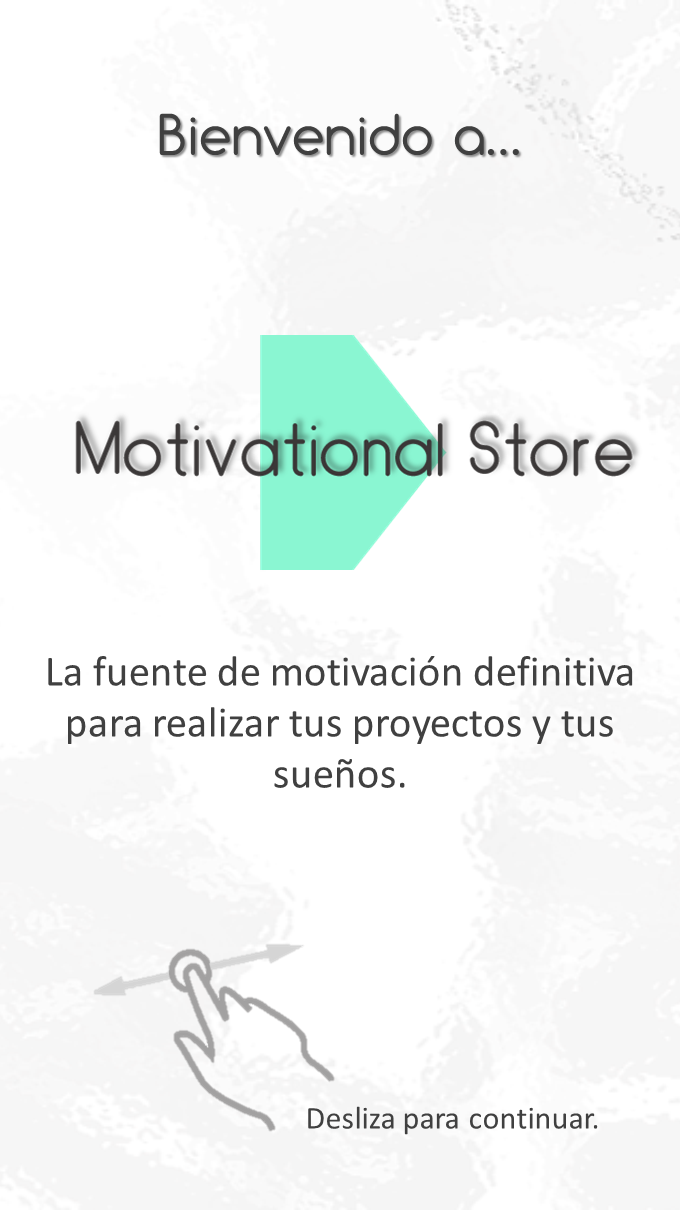 Bienvenido a...
Motivational Store
La fuente de motivación definitiva
para realizar tus proyectos y tus
sueños.
Desliza para continuar.